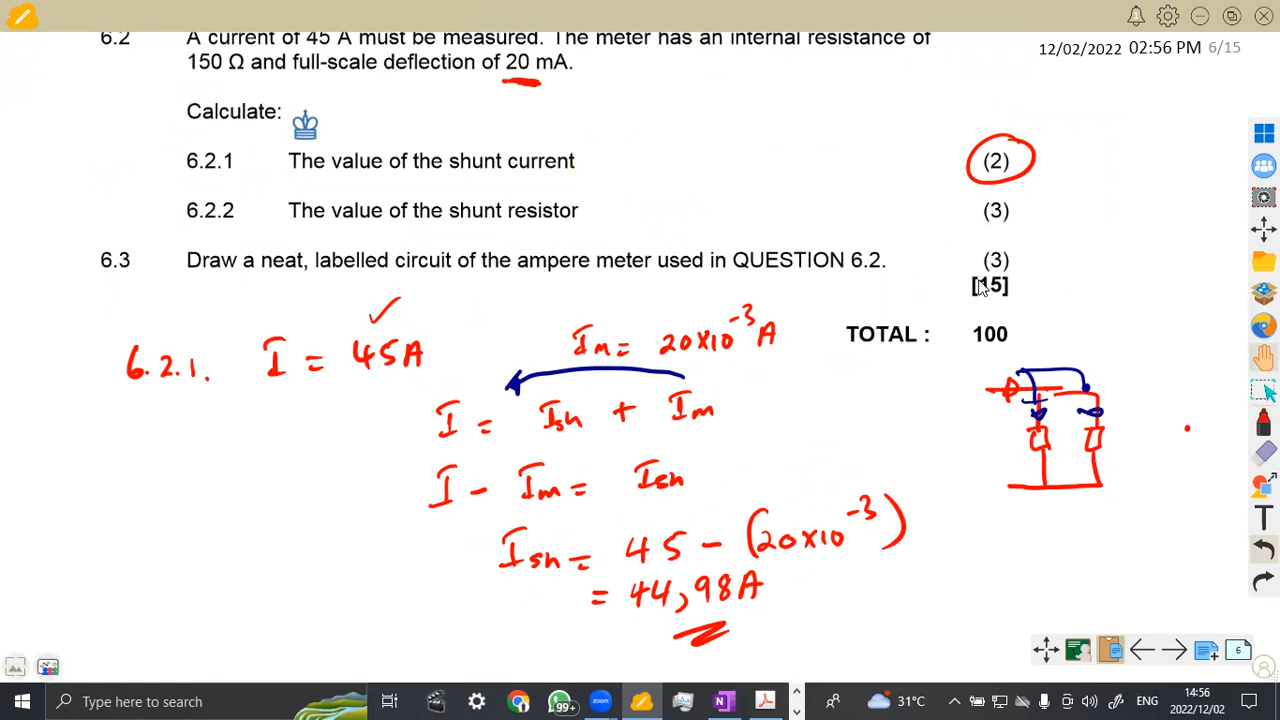 12/02/2022 02:56 PM 6/15
6.2 A current of 45 A must be measured. The meter has an internal resistance of
150 Ω and full-scale deflection of 20 mA.
Calculate:
6.2.1 The value of the shunt current (2)
6.2.2 The value of the shunt resistor (3)
6.3 Draw a neat, labelled circuit of the ampere meter used in QUESTION 6.2. (3)
[15]
TOTAL : 100
6.2.1. I = 45A
Im = 20x10⁻³ A
I = Ish + Im
I - Im = Ish
Ish = 45 - (20x10⁻³)
= 44,98A
T
6
Type here to search
99+
31°C
14:56
2022/12/02